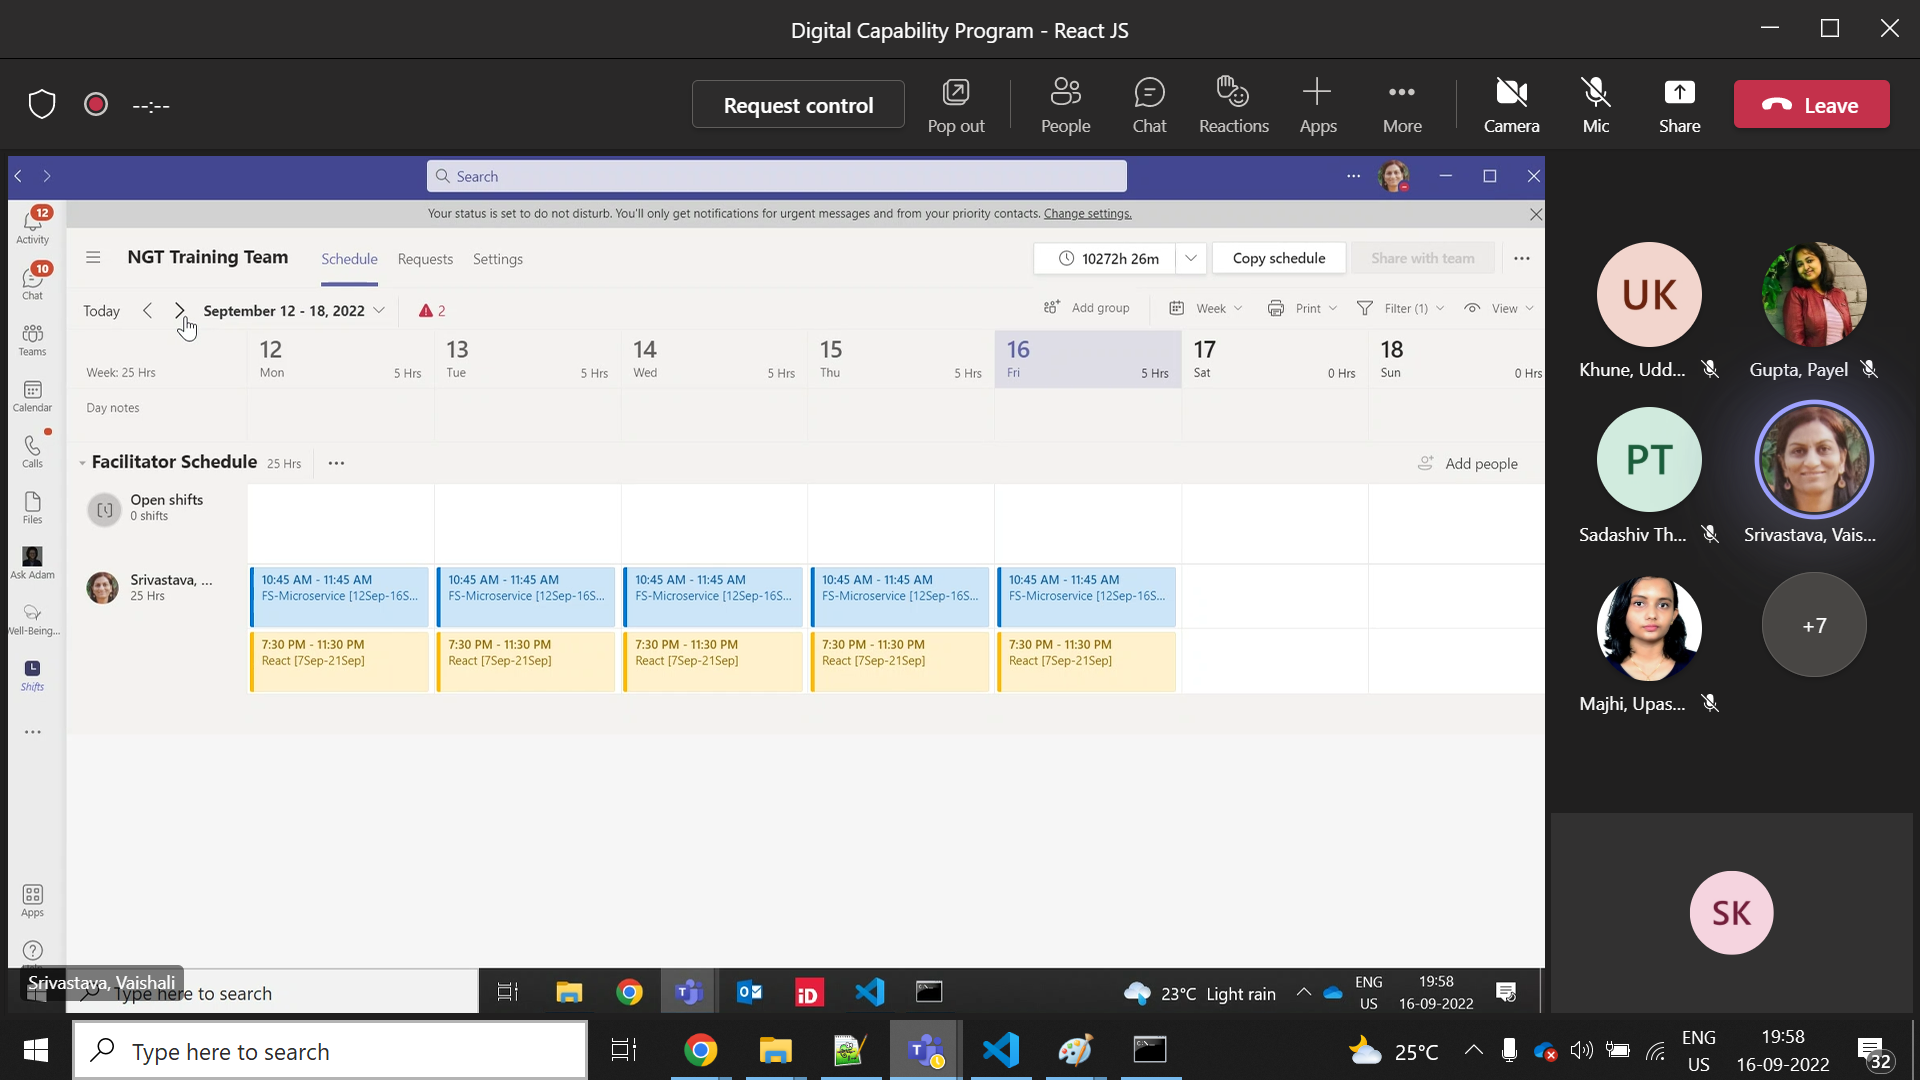 Digital Capability Program - React JS
--:--
Request control
Pop out
People
Chat
Reactions
Apps
More
Camera
Mic
Share
Leave
Search
Your status is set to do not disturb. You'll only get notifications for urgent messages and from your priority contacts. Change settings.
12
Activity
10
Chat
Teams
Calendar
Calls
Files
Ask Adam
Well-Being...
Shifts
Apps
NGT Training Team
Schedule
Requests
Settings
10272h 26m
Copy schedule
Share with team
Today
September 12 - 18, 2022
2
Add group
Week
Print
Filter (1)
View
Week: 25 Hrs
12
Mon
5 Hrs
13
Tue
5 Hrs
14
Wed
5 Hrs
15
Thu
5 Hrs
16
Fri
5 Hrs
17
Sat
0 Hrs
18
Sun
0 Hrs
Day notes
Facilitator Schedule 25 Hrs
Add people
Open shifts
0 shifts
Srivastava, ...
25 Hrs
10:45 AM - 11:45 AM
FS-Microservice [12Sep-16S...
10:45 AM - 11:45 AM
FS-Microservice [12Sep-16S...
10:45 AM - 11:45 AM
FS-Microservice [12Sep-16S...
10:45 AM - 11:45 AM
FS-Microservice [12Sep-16S...
10:45 AM - 11:45 AM
FS-Microservice [12Sep-16S...
7:30 PM - 11:30 PM
React [7Sep-21Sep]
7:30 PM - 11:30 PM
React [7Sep-21Sep]
7:30 PM - 11:30 PM
React [7Sep-21Sep]
7:30 PM - 11:30 PM
React [7Sep-21Sep]
7:30 PM - 11:30 PM
React [7Sep-21Sep]
UK
Khune, Udd...
Gupta, Payel
PT
Sadashiv Th...
Srivastava, Vais...
Majhi, Upas...
+7
SK
Srivastava, Vaishali
Type here to search
iD
23°C Light rain
ENG
US
19:58
16-09-2022
Type here to search
25°C
ENG
US
19:58
16-09-2022
32